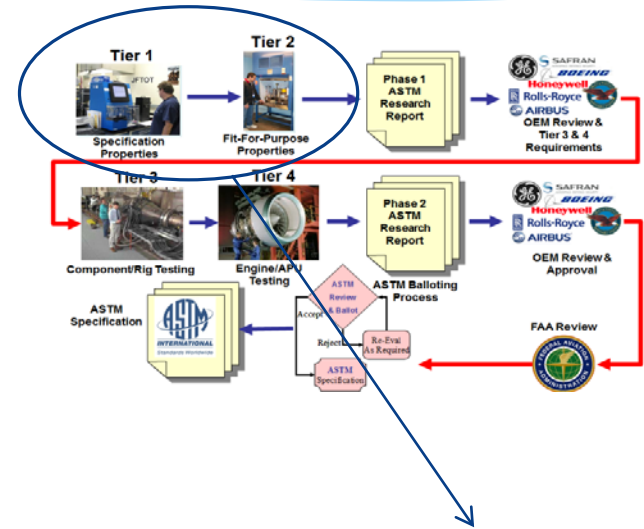 Tier 1
Tier 2
JFTOT
Specification
Properties
Fit-For-Purpose
Properties
Phase 1
ASTM
Research
Report
SAFRAN
BOEING
Honeywell
Rolls-Royce
AIRBUS
OEM Review &
Tier 3 & 4
Requirements
Tier 3
Tier 4
Component/Rig Testing
Engine/APU
Testing
Phase 2
ASTM
Research
Report
SAFRAN
BOEING
Honeywell
Rolls-Royce
AIRBUS
OEM Review &
Approval
ASTM
Specification
ASTM
INTERNATIONAL
Standards Worldwide
ASTM Balloting
Process
ASTM
Review
& Ballot
Accept
Reject
Re-Eval
As Required
ASTM
Specification
FAA Review
FEDERAL AVIATION
ADMINISTRATION